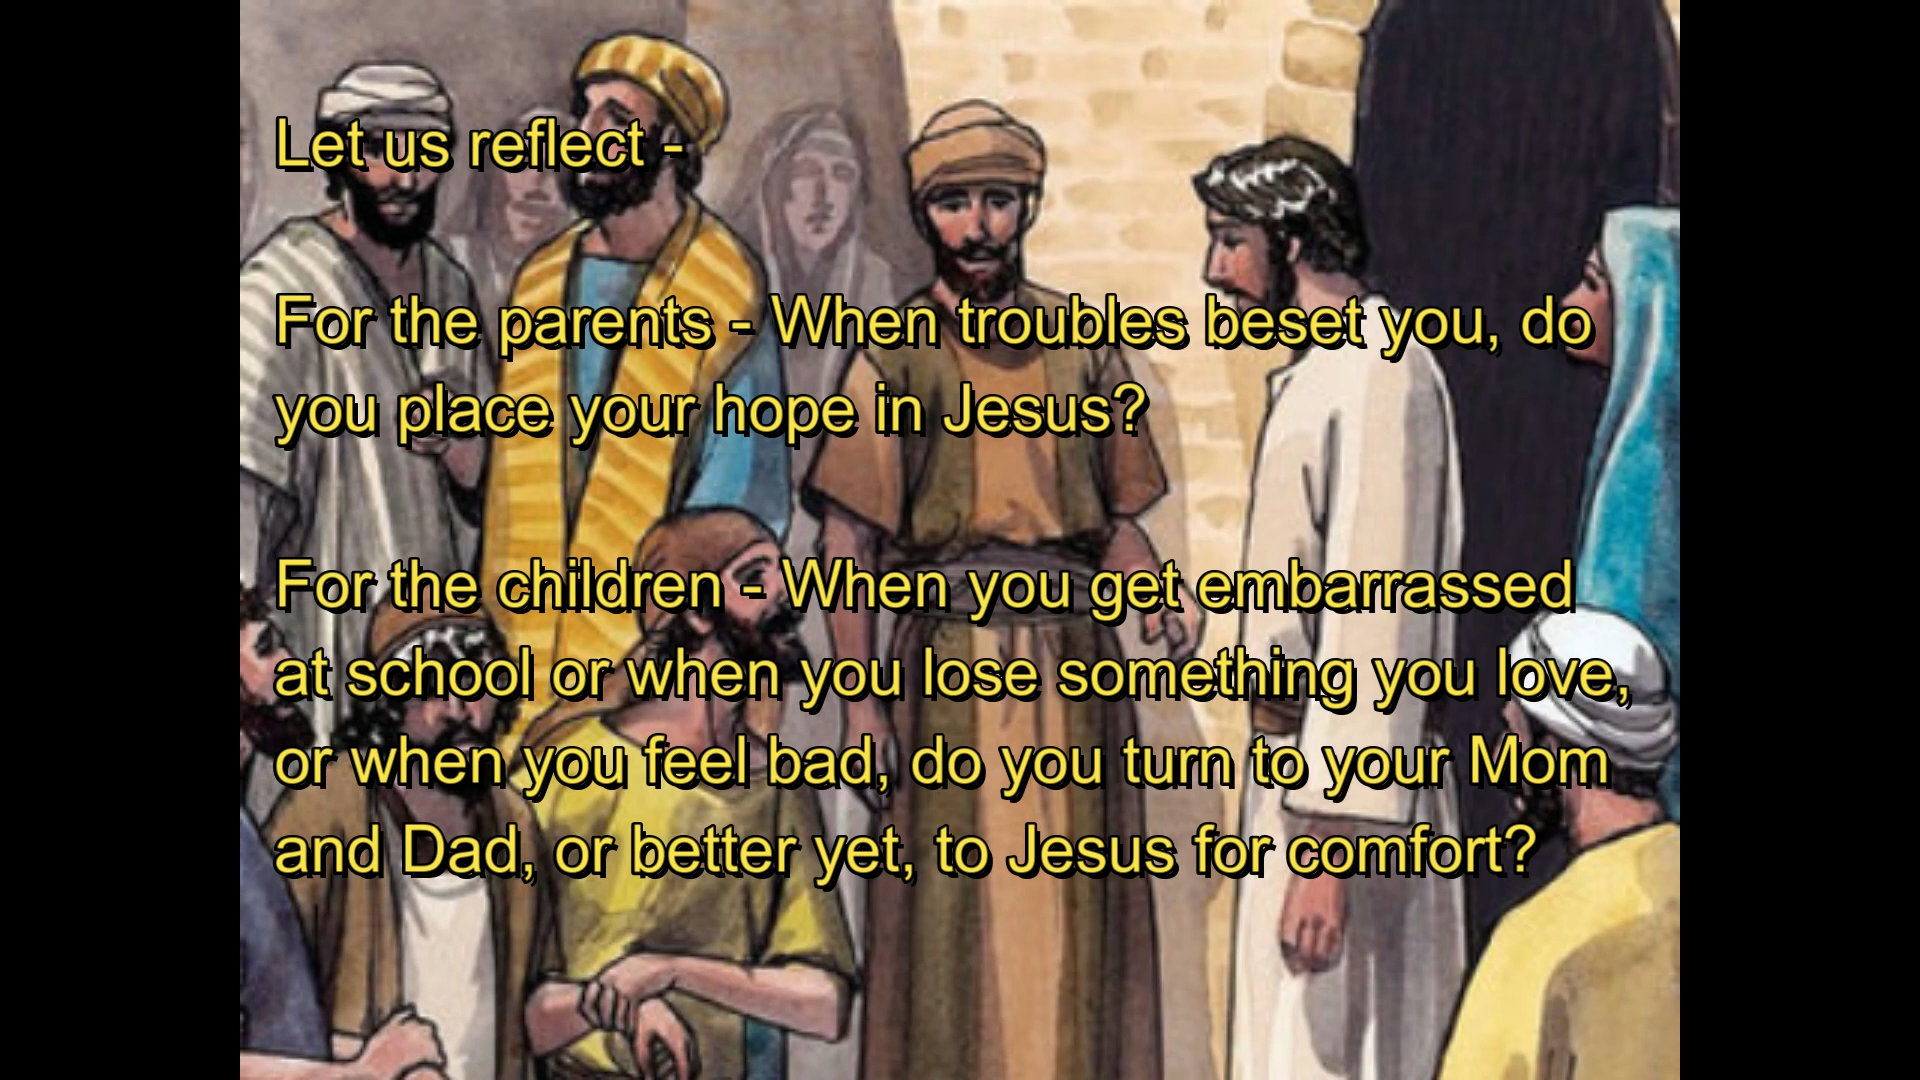 Let us reflect -
For the parents - When troubles beset you, do
you place your hope in Jesus?
For the children - When you get embarrassed
at school or when you lose something you love,
or when you feel bad, do you turn to your Mom
and Dad, or better yet, to Jesus for comfort?